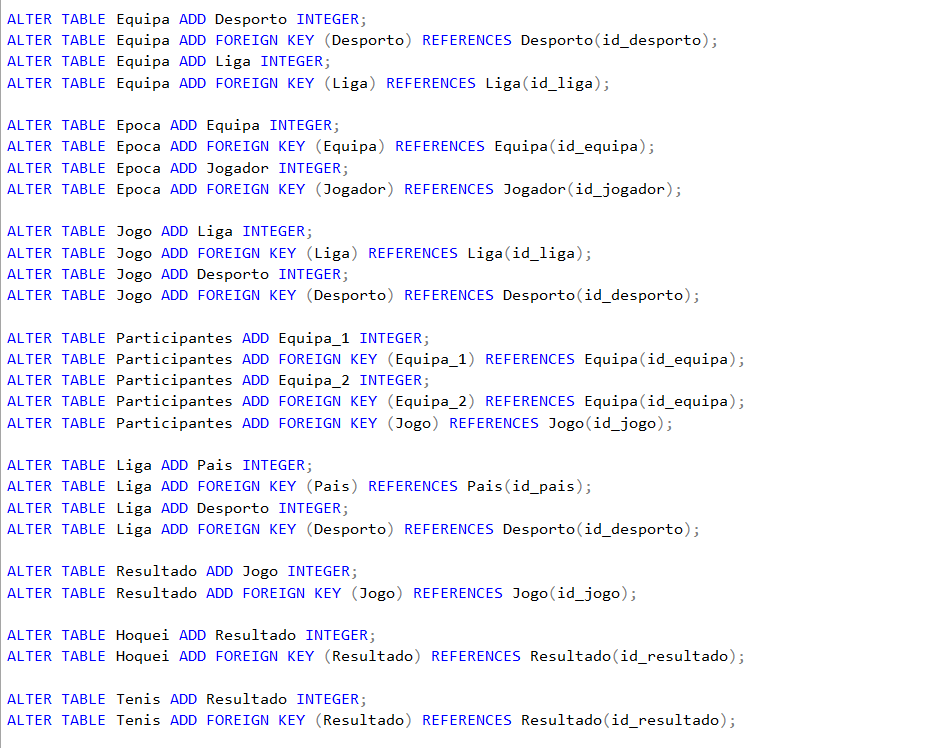 ALTER TABLE Equipa ADD Desporto INTEGER;
ALTER TABLE Equipa ADD FOREIGN KEY (Desporto) REFERENCES Desporto(id_desporto);
ALTER TABLE Equipa ADD Liga INTEGER;
ALTER TABLE Equipa ADD FOREIGN KEY (Liga) REFERENCES Liga(id_liga);

ALTER TABLE Epoca ADD Equipa INTEGER;
ALTER TABLE Epoca ADD FOREIGN KEY (Equipa) REFERENCES Equipa(id_equipa);
ALTER TABLE Epoca ADD Jogador INTEGER;
ALTER TABLE Epoca ADD FOREIGN KEY (Jogador) REFERENCES Jogador(id_jogador);

ALTER TABLE Jogo ADD Liga INTEGER;
ALTER TABLE Jogo ADD FOREIGN KEY (Liga) REFERENCES Liga(id_liga);
ALTER TABLE Jogo ADD Desporto INTEGER;
ALTER TABLE Jogo ADD FOREIGN KEY (Desporto) REFERENCES Desporto(id_desporto);

ALTER TABLE Participantes ADD Equipa_1 INTEGER;
ALTER TABLE Participantes ADD FOREIGN KEY (Equipa_1) REFERENCES Equipa(id_equipa);
ALTER TABLE Participantes ADD Equipa_2 INTEGER;
ALTER TABLE Participantes ADD FOREIGN KEY (Equipa_2) REFERENCES Equipa(id_equipa);
ALTER TABLE Participantes ADD FOREIGN KEY (Jogo) REFERENCES Jogo(id_jogo);

ALTER TABLE Liga ADD Pais INTEGER;
ALTER TABLE Liga ADD FOREIGN KEY (Pais) REFERENCES Pais(id_pais);
ALTER TABLE Liga ADD Desporto INTEGER;
ALTER TABLE Liga ADD FOREIGN KEY (Desporto) REFERENCES Desporto(id_desporto);

ALTER TABLE Resultado ADD Jogo INTEGER;
ALTER TABLE Resultado ADD FOREIGN KEY (Jogo) REFERENCES Jogo(id_jogo);

ALTER TABLE Hoquei ADD Resultado INTEGER;
ALTER TABLE Hoquei ADD FOREIGN KEY (Resultado) REFERENCES Resultado(id_resultado);

ALTER TABLE Tenis ADD Resultado INTEGER;
ALTER TABLE Tenis ADD FOREIGN KEY (Resultado) REFERENCES Resultado(id_resultado);